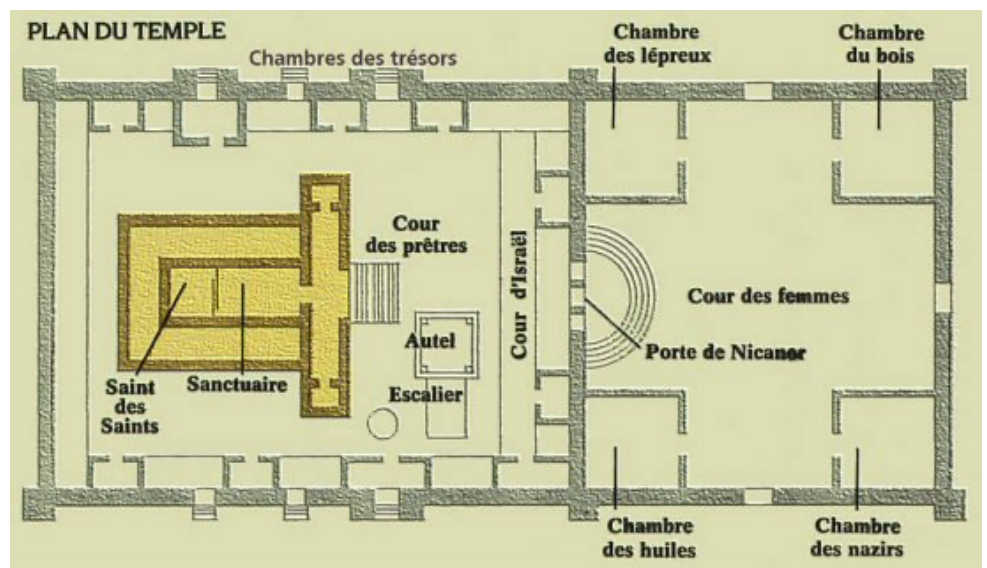 PLAN DU TEMPLE
Chambres des trésors
Chambre
des lépreux
Chambre
du bois
Cour
des prêtres
Cour d'Israël
Cour des femmes
Porte de Nicanor
Autel
Escalier
Saint
des
Saints
Sanctuaire
Chambre
des huiles
Chambre
des nazirs